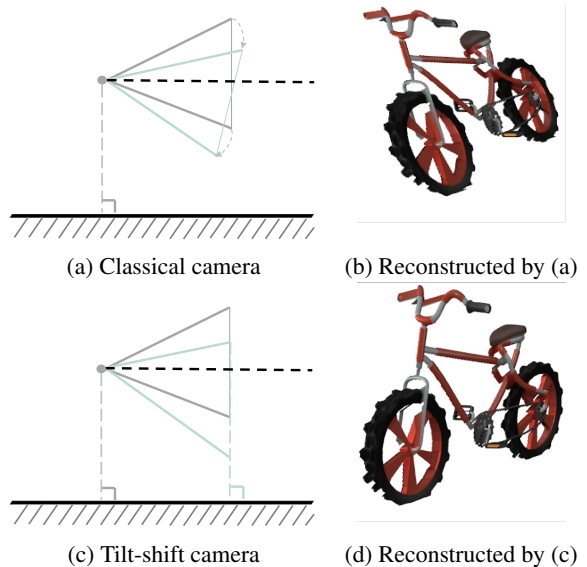 (a) Classical camera
(b) Reconstructed by (a)
(c) Tilt-shift camera
(d) Reconstructed by (c)